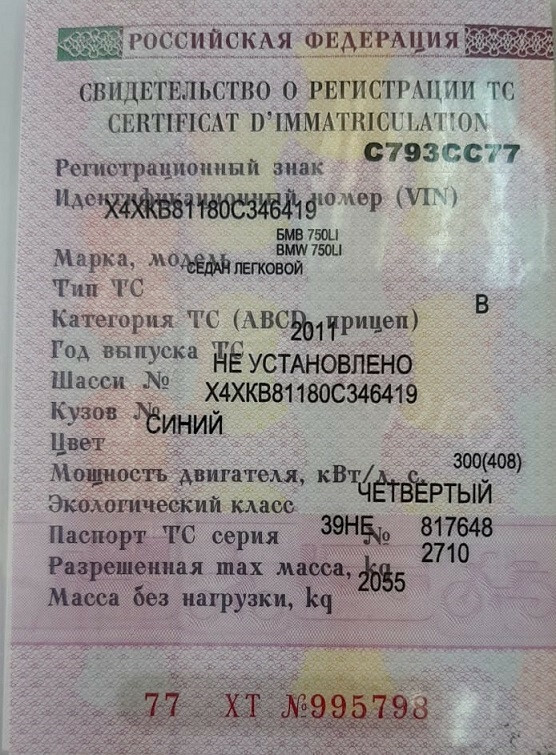 РОССИЙСКАЯ ФЕДЕРАЦИЯ
СВИДЕТЕЛЬСТВО О РЕГИСТРАЦИИ ТС
CERTIFICAT D'IMMATRICULATION
Регистрационный знак С793СС77
Идентификационный номер (VIN)
X4XKB81180C346419
БМВ 750LI
BMW 750LI
Марка, модель
СЕДАН ЛЕГКОВОЙ
Тип ТС
В
Категория ТС (ABCD, прицеп)
2011
Год выпуска ТС
НЕ УСТАНОВЛЕНО
Шасси №
X4XKB81180C346419
Кузов №
СИНИЙ
Цвет
300(408)
Мощность двигателя, кВт/л. с.
ЧЕТВЕРТЫЙ
Экологический класс
Паспорт ТС серия 39НЕ № 817648
2710
Разрешенная max масса, kg
2055
Масса без нагрузки, kg
77 ХТ №995798